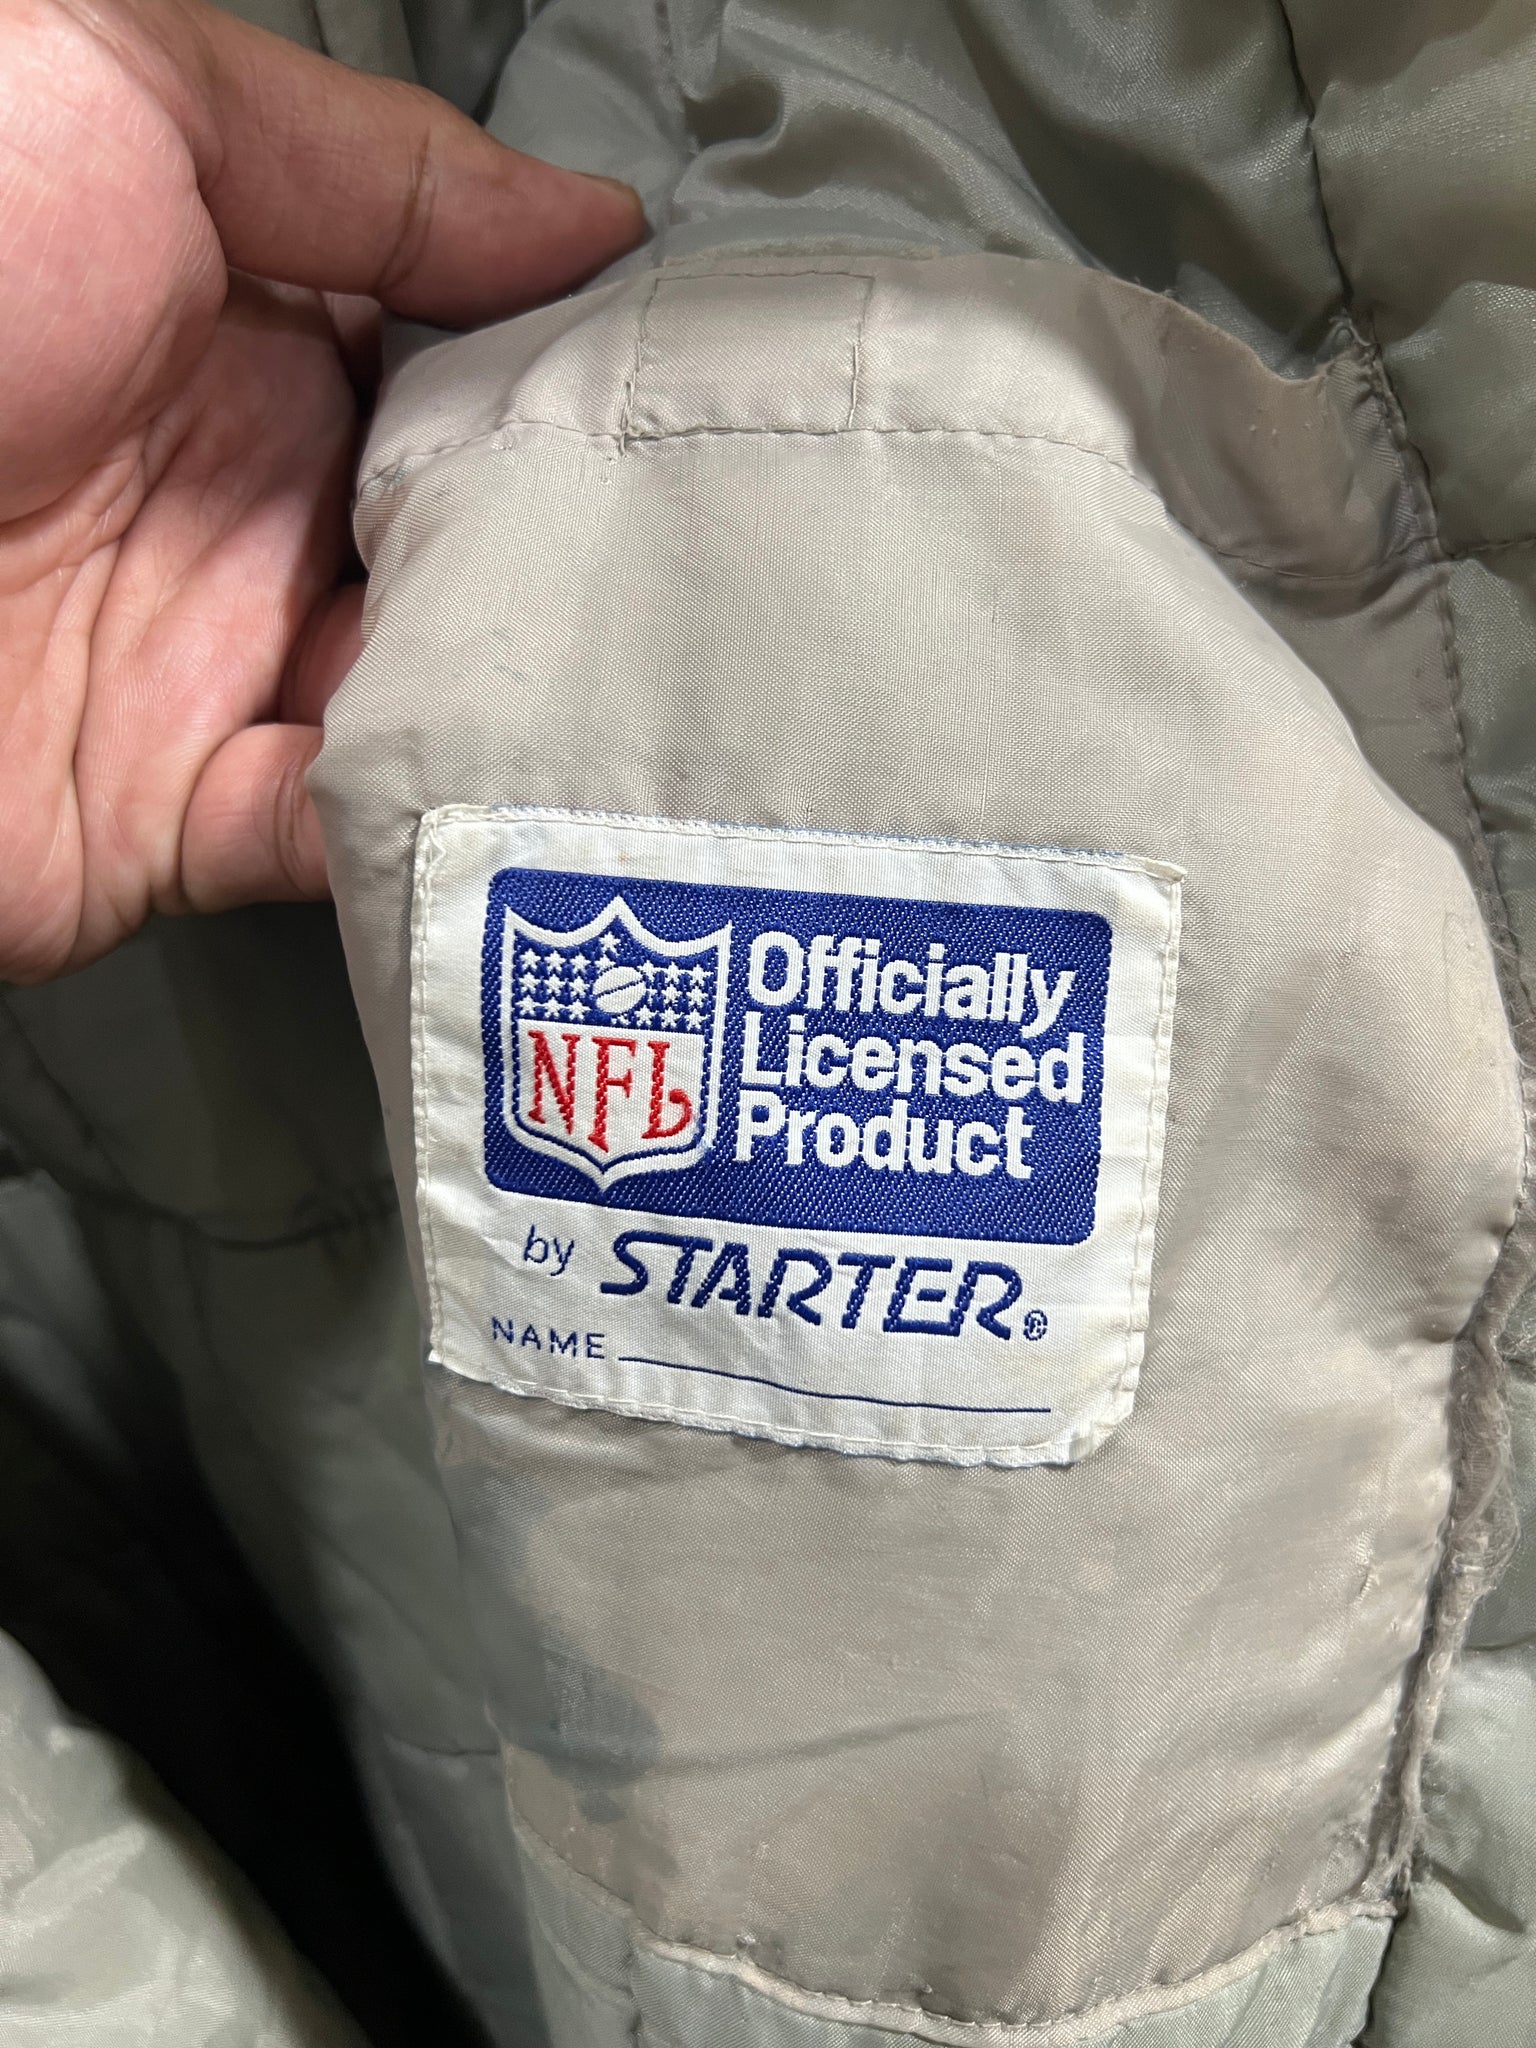 NFL
Officially
Licensed
Product
by STARTER®
NAME